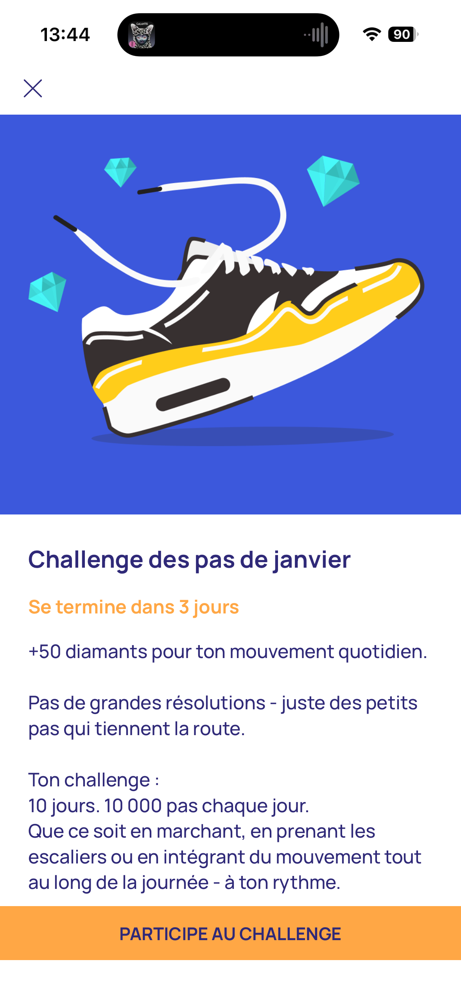 13:44
GALANTIS
90
Challenge des pas de janvier
Se termine dans 3 jours
+50 diamants pour ton mouvement quotidien.
Pas de grandes résolutions - juste des petits
pas qui tiennent la route.
Ton challenge :
10 jours. 10 000 pas chaque jour.
Que ce soit en marchant, en prenant les
escaliers ou en intégrant du mouvement tout
au long de la journée - à ton rythme.
PARTICIPE AU CHALLENGE